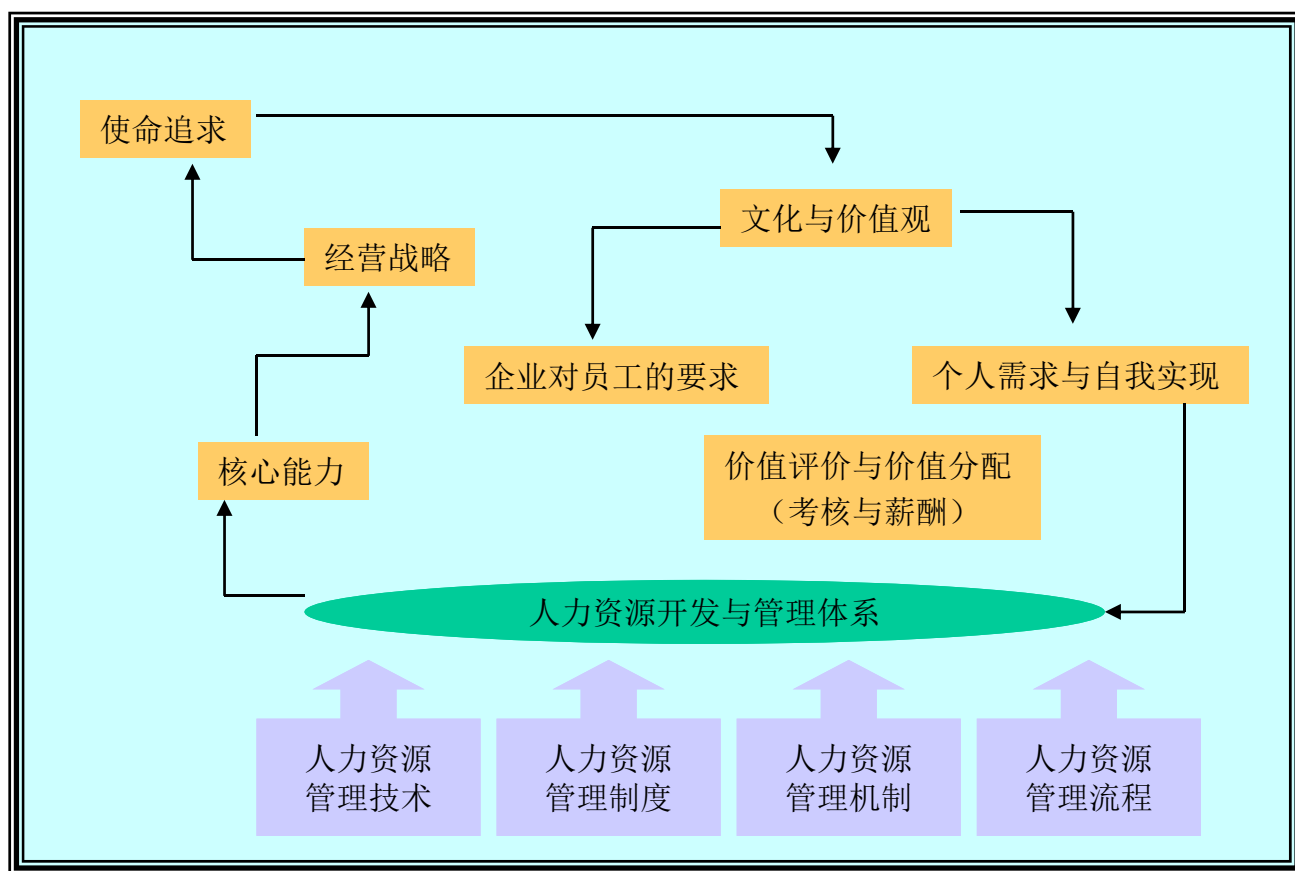 使命追求
文化与价值观
经营战略
企业对员工的要求
个人需求与自我实现
核心能力
价值评价与价值分配
（考核与薪酬）
人力资源开发与管理体系
人力资源
管理技术
人力资源
管理制度
人力资源
管理机制
人力资源
管理流程